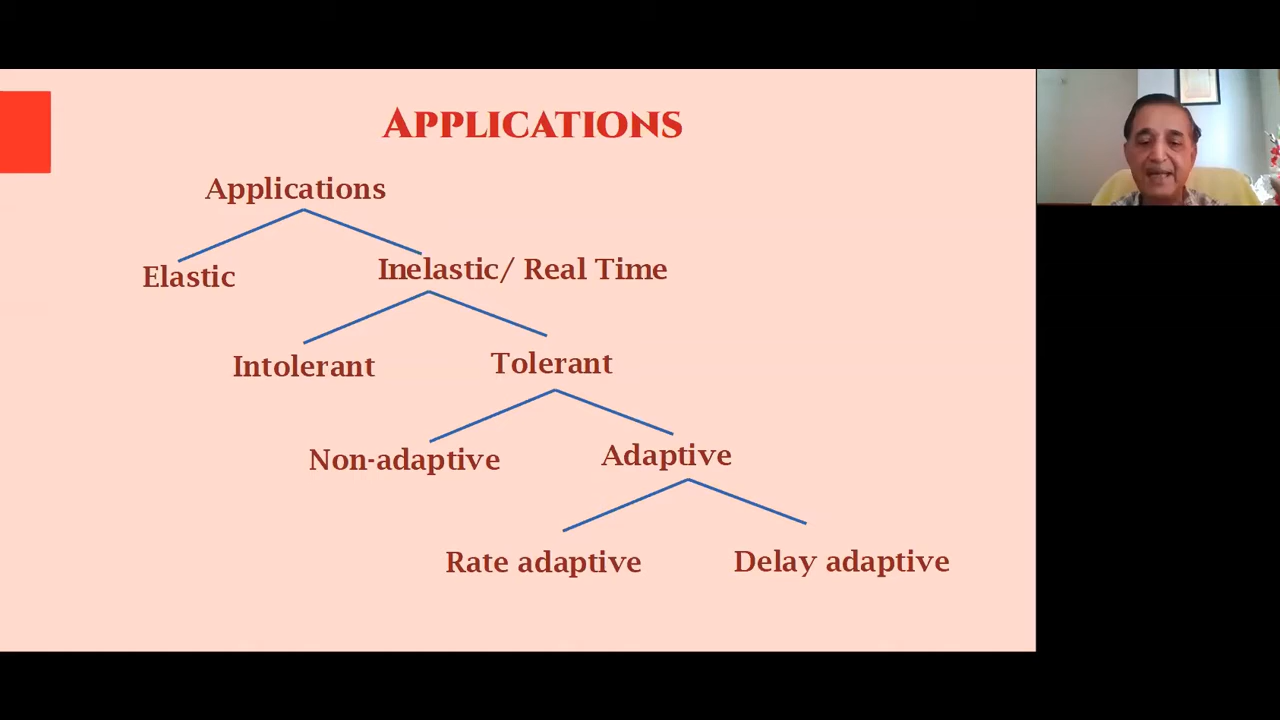 APPLICATIONS
Applications
Elastic
Inelastic/ Real Time
Intolerant
Tolerant
Non-adaptive
Adaptive
Rate adaptive
Delay adaptive